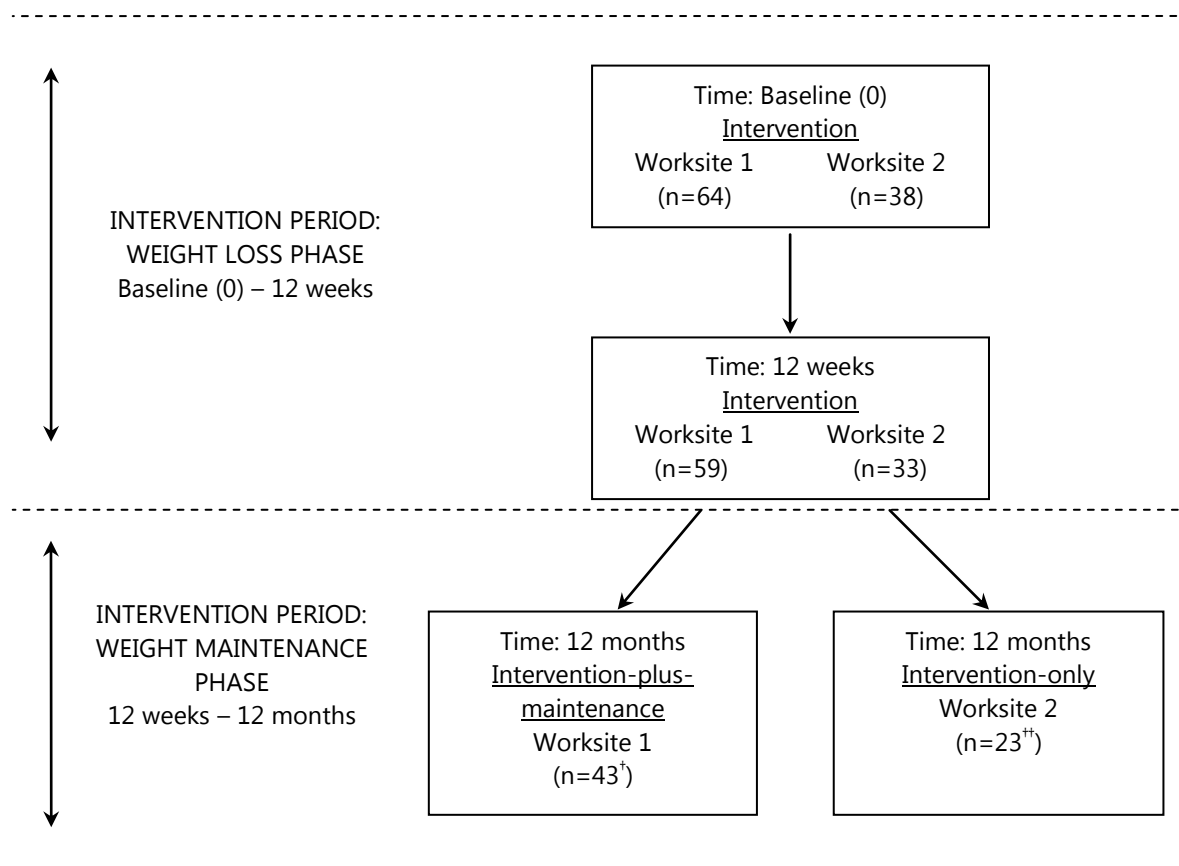 Time: Baseline (0)
Intervention
Worksite 1 Worksite 2
(n=64) (n=38)
INTERVENTION PERIOD:
WEIGHT LOSS PHASE
Baseline (0) – 12 weeks
Time: 12 weeks
Intervention
Worksite 1 Worksite 2
(n=59) (n=33)
INTERVENTION PERIOD:
WEIGHT MAINTENANCE
PHASE
12 weeks – 12 months
Time: 12 months
Intervention-plus-
maintenance
Worksite 1
(n=43†)
Time: 12 months
Intervention-only
Worksite 2
(n=23††)